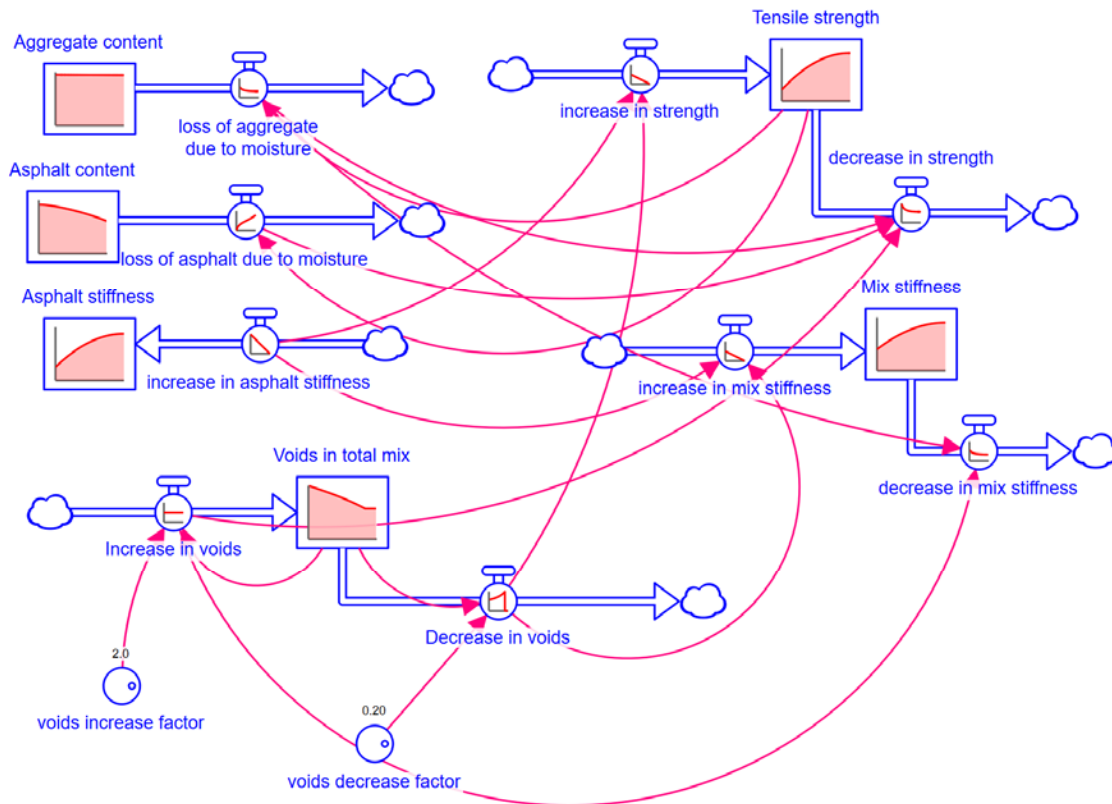 Tensile strength
Aggregate content
increase in strength
loss of aggregate
due to moisture
decrease in strength
Asphalt content
loss of asphalt due to moisture
Asphalt stiffness
Mix stiffness
increase in asphalt stiffness
increase in mix stiffness
Voids in total mix
decrease in mix stiffness
Increase in voids
Decrease in voids
2.0
voids increase factor
0.20
voids decrease factor